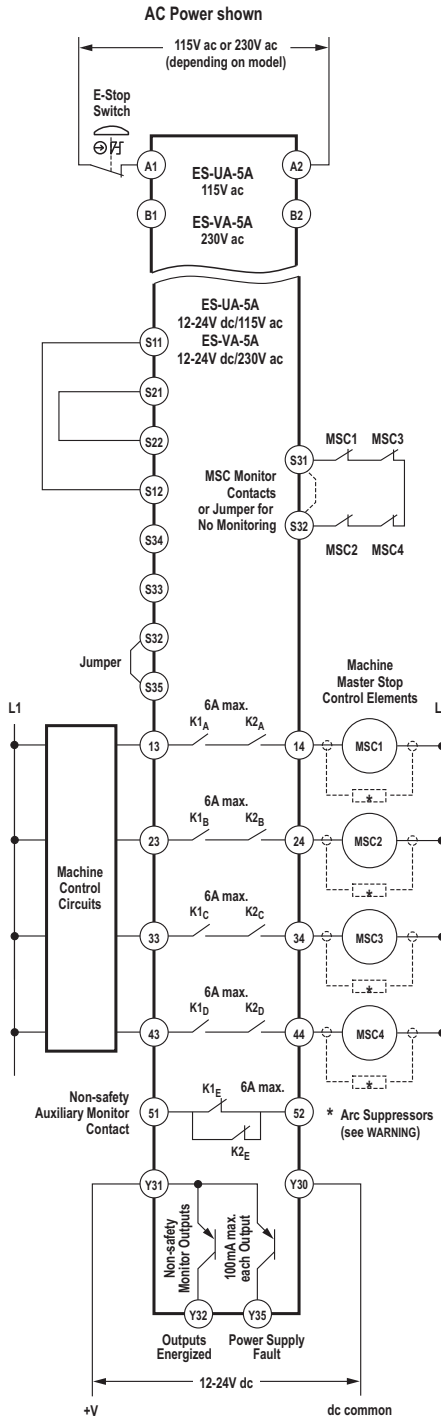 AC Power shown
115V ac or 230V ac
(depending on model)
E-Stop
Switch
A1
A2
ES-UA-5A
115V ac
B1
B2
ES-VA-5A
230V ac
ES-UA-5A
12-24V dc/115V ac
ES-VA-5A
12-24V dc/230V ac
S11
S21
S22
S12
S34
S33
S32
S35
Jumper
S31
S32
MSC Monitor
Contacts
or Jumper for
No Monitoring
MSC1 MSC3
MSC2 MSC4
Machine
Master Stop
Control Elements
L1
L
Machine
Control
Circuits
6A max.
13 K1A K2A 14 MSC1
*
6A max.
23 K1B K2B 24 MSC2
*
6A max.
33 K1C K2C 34 MSC3
*
6A max.
43 K1D K2D 44 MSC4
*
Non-safety
Auxiliary Monitor
Contact
51 K1E 6A max. 52
K2E
* Arc Suppressors
(see WARNING)
Y31
Y30
Non-safety
Monitor Outputs
100mA max.
each Output
Y32
Y35
Outputs
Energized
Power Supply
Fault
12-24V dc
+V
dc common